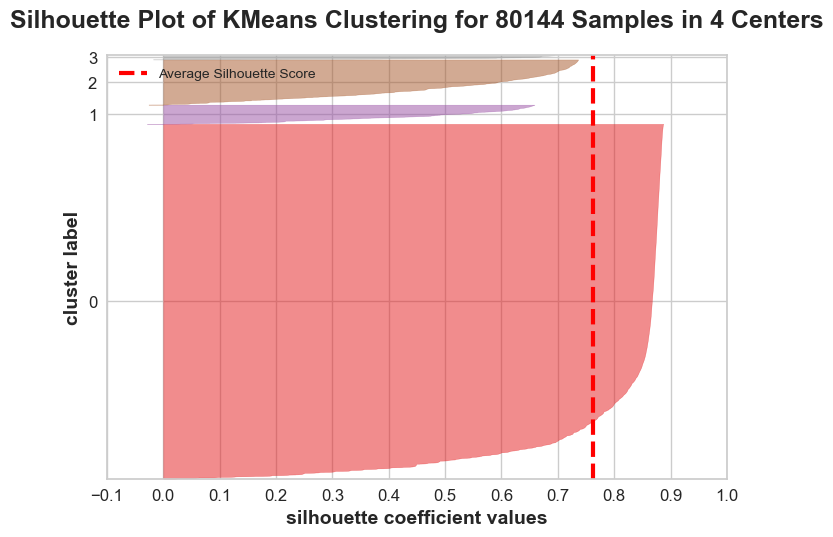 Silhouette Plot of KMeans Clustering for 80144 Samples in 4 Centers
Average Silhouette Score
3
2
1
0
cluster label
−0.1 0.0 0.1 0.2 0.3 0.4 0.5 0.6 0.7 0.8 0.9 1.0
silhouette coefficient values